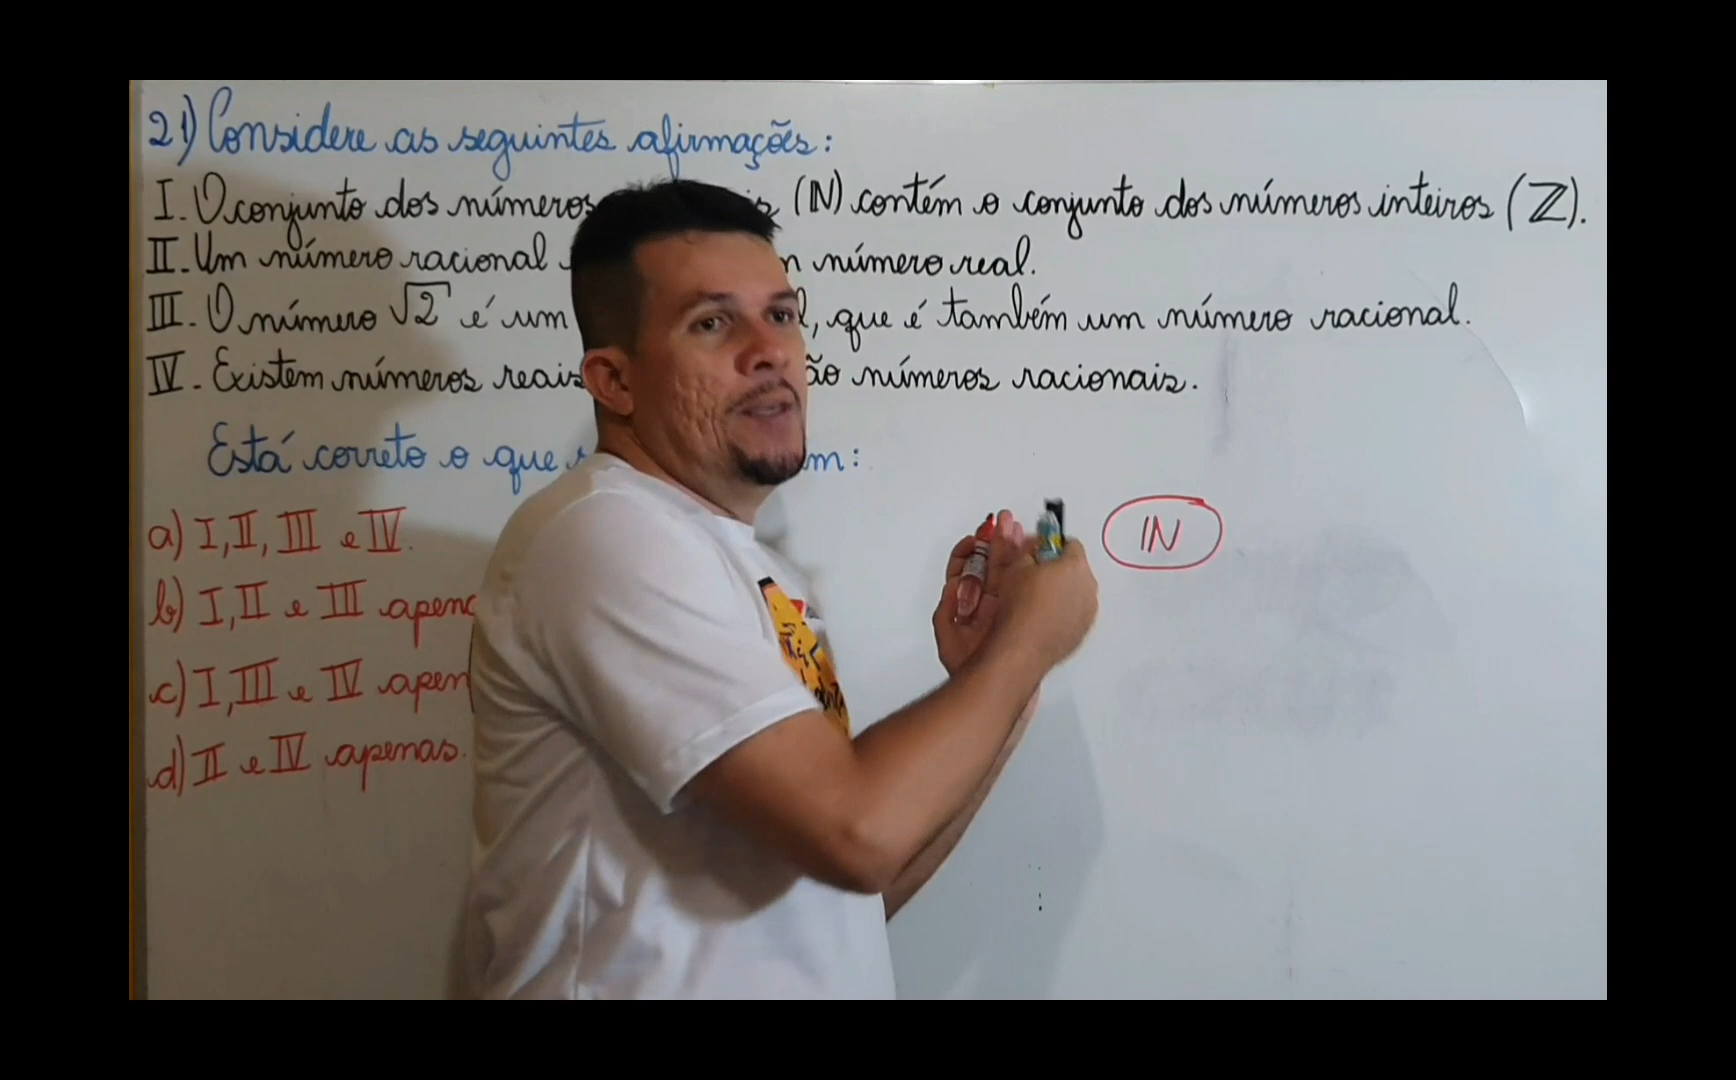 21) Considere as seguintes afirmações:
I. O conjunto dos números (ℕ) contém o conjunto dos números inteiros (ℤ).
II. Um número racional número real.
III. O número √2 é um que é também um número racional.
IV. Existem números reais números racionais.
Está correto o que
a) I, II, III e IV.
b) I, II e III
c) I, III e IV
d) II e IV apenas.
IN